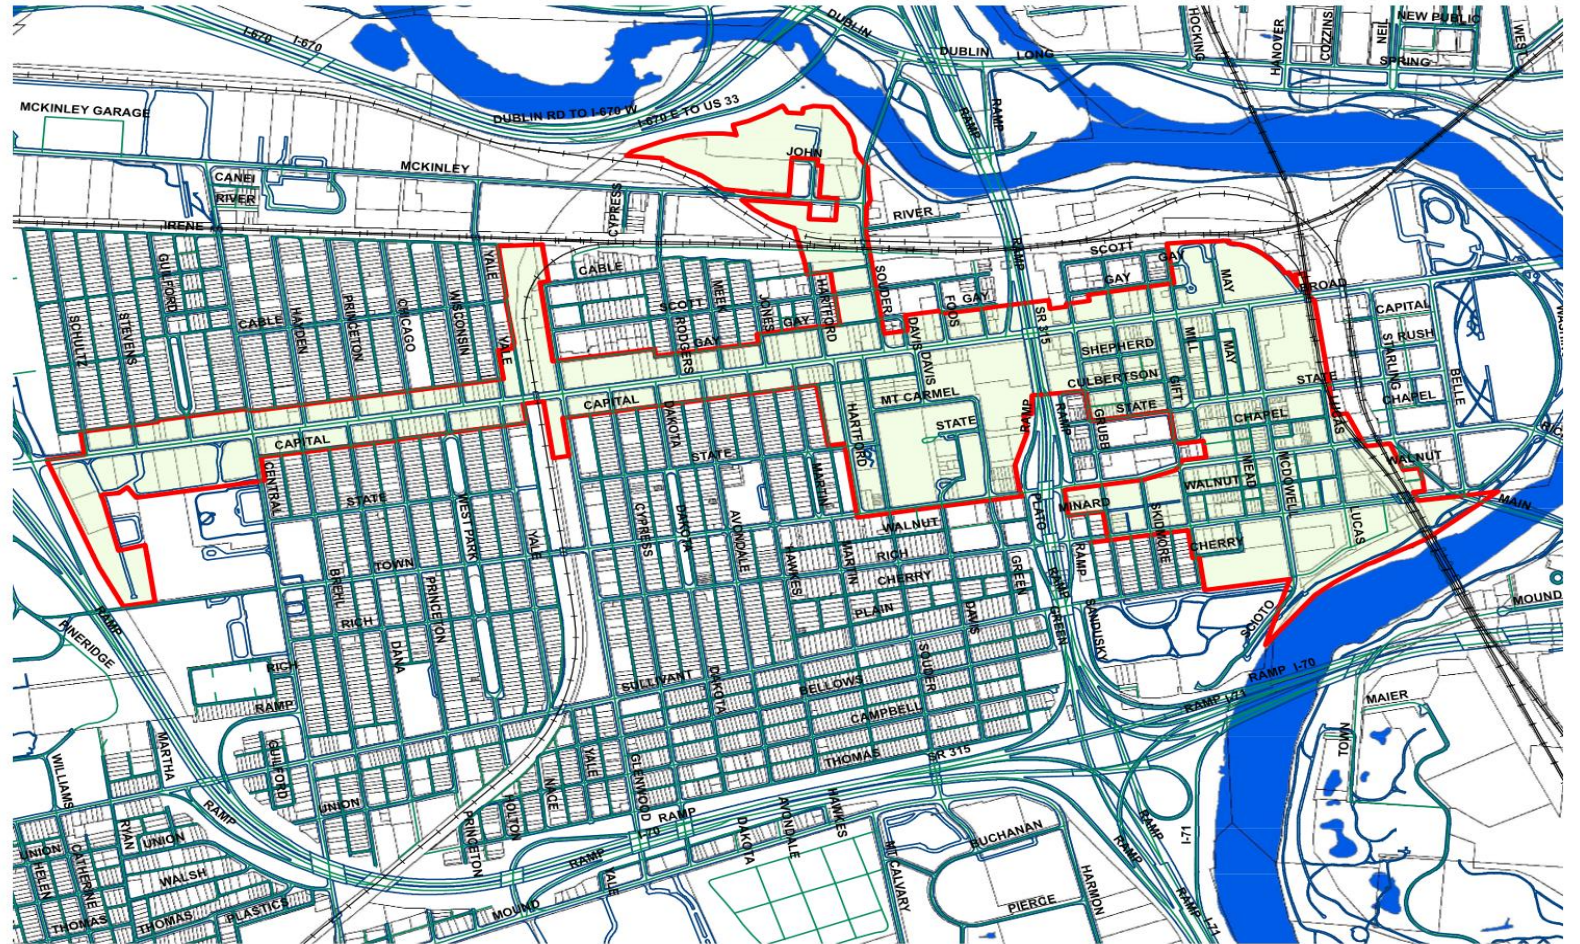 DUBLIN
HOCKING
HANOVER
COZZINS
NEIL
NEW PUBLIC
WEST
I-670
I-670
DUBLIN
LONG
SPRING
MCKINLEY GARAGE
DUBLIN RD TO I-670 W
I-670 E TO US 33
RAMP
RAMP
JOHN
MCKINLEY
CANEI
RIVER
CYPRESS
RIVER
IRENE
YALE
GUILFORD
CABLE
SOUDER
RAMP
SCOTT
GAY
GAY
MAY
BROAD
SCHULTZ
STEVENS
CABLE
HAYDEN
PRINCETON
CHICAGO
WISCONSIN
YALE
SCOTT
MEEK
JONES
GAY
HARTFORD
GAY
RODGERS
FOOS
GAY
DAVIS
DAVIS
SR 315
CAPITAL
RUSH
STARLING
CHAPEL
BELLE
SHEPHERD
MILL
MAY
CULBERTSON
GIFT
STATE
LUCAS
CAPITAL
CAPITAL
DAKOTA
MT CARMEL
STATE
HARTFORD
RAMP
RAMP
GRUBB
STATE
CHAPEL
RICH
CENTRAL
STATE
WEST PARK
STATE
MARTIN
WALNUT
MINARD
WALNUT
MEAD
MCDOWELL
WALNUT
MAIN
LUCAS
CYPRESS
DAKOTA
AVONDALE
PLATO
SKIDMORE
CHERRY
YALE
TOWN
BREHL
PRINCETON
RICH
DANA
HAWKES
MARTIN
RICH
CHERRY
PLAIN
GREEN
RAMP
RAMP
DAVIS
GREEN
SANDUSKY
SCIOTO
MOUND
RAMP
PINERIDGE
RICH
RAMP
SULLIVANT
DAKOTA
BELLOWS
SOUDER
CAMPBELL
RAMP I-70
RAMP I-71
MAIER
TOWN
WILLIAMS
MARTHA
GUILFORD
YALE
GLENWOOD
THOMAS
SR 315
RAMP
UNION
NACE
HOLTON
PRINCETON
RAMP
I-70
RAMP
DAKOTA
AVONDALE
HAWKES
BUCHANAN
RAMP
RAMP
I-71
UNION
HELEN
CATHERINE
RYAN
UNION
WALSH
THOMAS
THOMAS
PLASTICS
MOUND
YALE
MT CALVARY
PIERCE
HARMON
RAMP
I-71